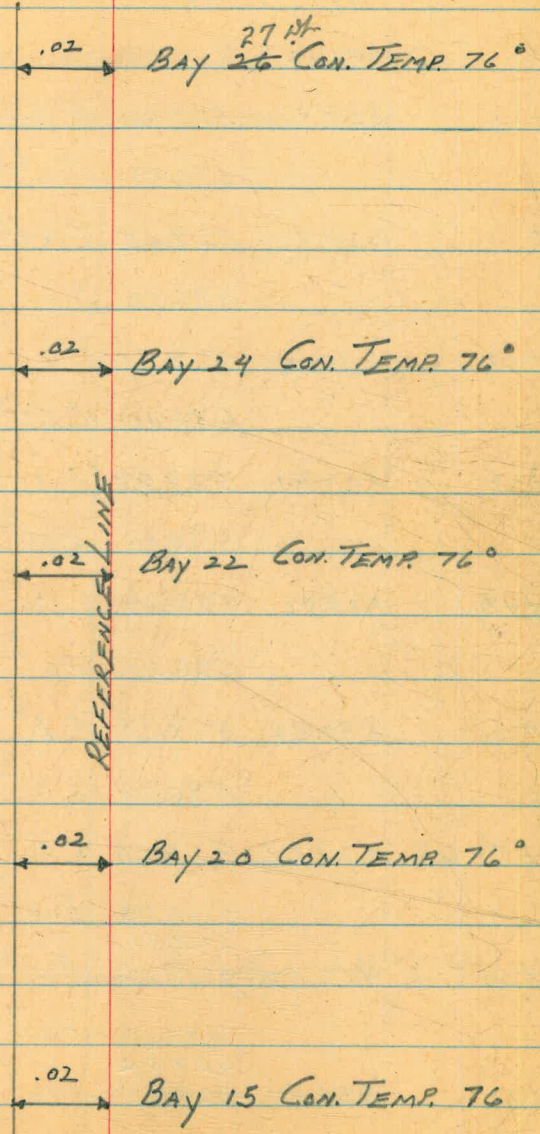 27
.02 BAY 26 CON. TEMP. 76°
.02 BAY 24 CON. TEMP. 76°
.02 BAY 22 CON. TEMP. 76°
REFERENCE LINE
.02 BAY 20 CON. TEMP. 76°
.02 BAY 15 CON. TEMP. 76